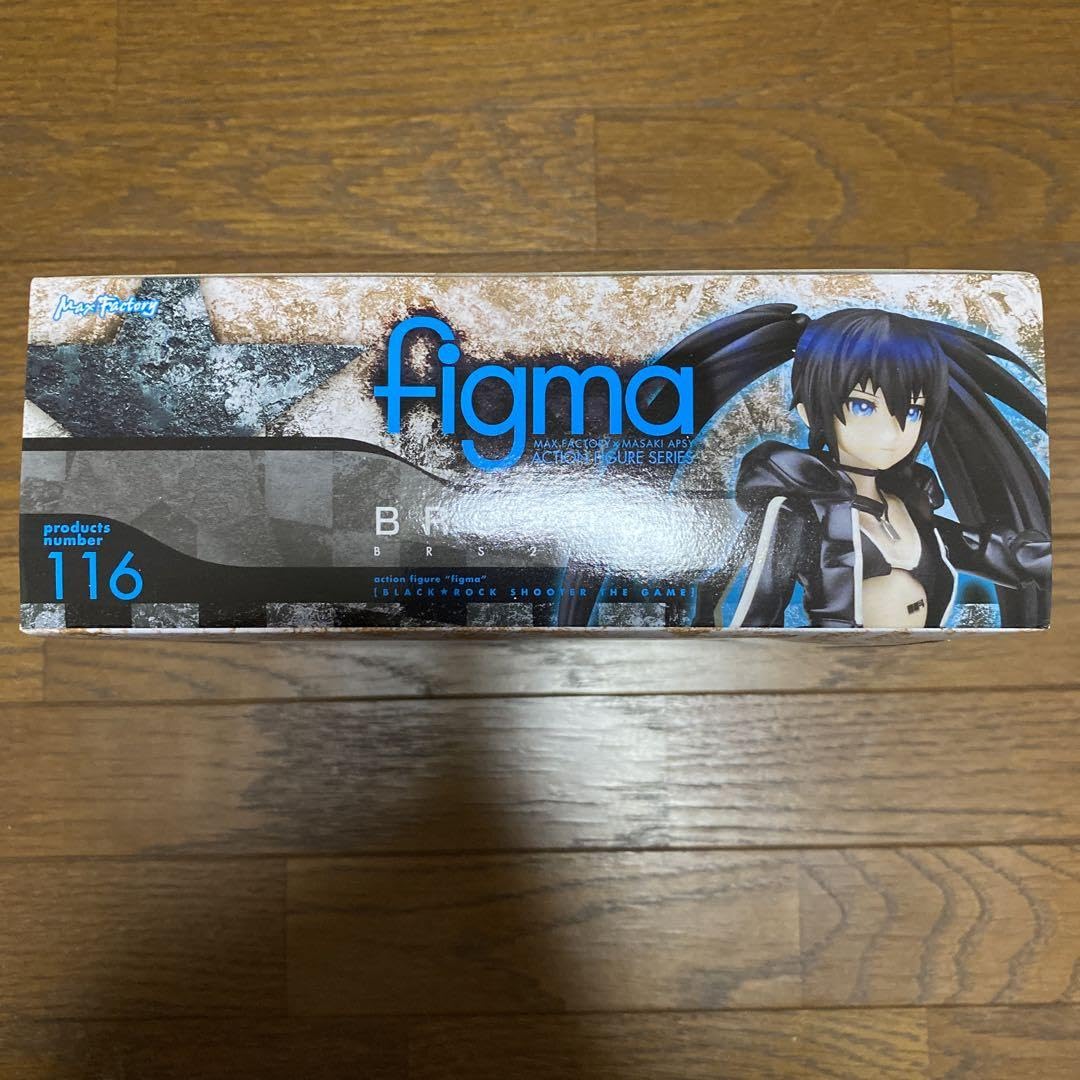 Max Factory
figma
MAX FACTORY × MASAKI APSY
ACTION FIGURE SERIES
products
number
116
action figure "figma"
[BLACK★ROCK SHOOTER THE GAME]